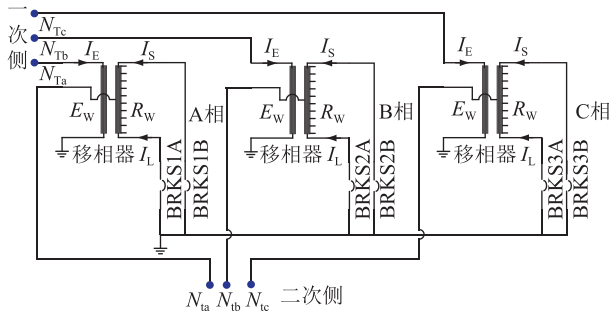 一次侧
N_Tc
N_Tb
N_Ta
I_E I_S
E_W R_W
A相
移相器 I_L
BRKS1A
BRKS1B
I_E I_S
E_W R_W
B相
移相器 I_L
BRKS2A
BRKS2B
I_E I_S
E_W R_W
C相
移相器 I_L
BRKS3A
BRKS3B
N_ta N_tb N_tc 二次侧